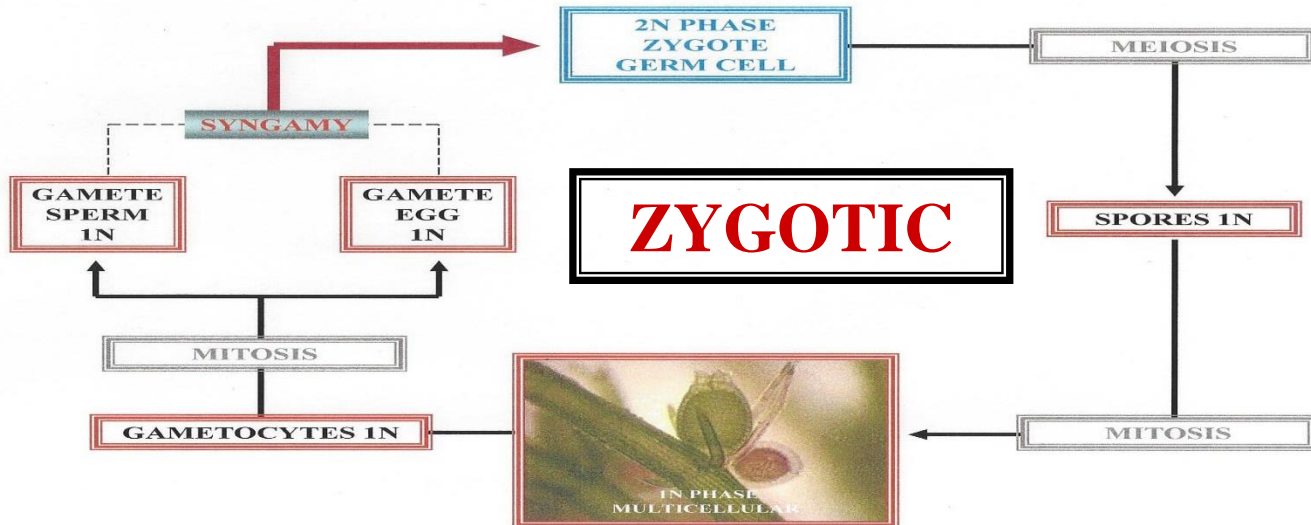 2N PHASE
ZYGOTE
GERM CELL
MEIOSIS
SYNGAMY
GAMETE
SPERM
1N
GAMETE
EGG
1N
ZYGOTIC
SPORES 1N
MITOSIS
GAMETOCYTES 1N
1N PHASE
MULTICELLULAR
MITOSIS